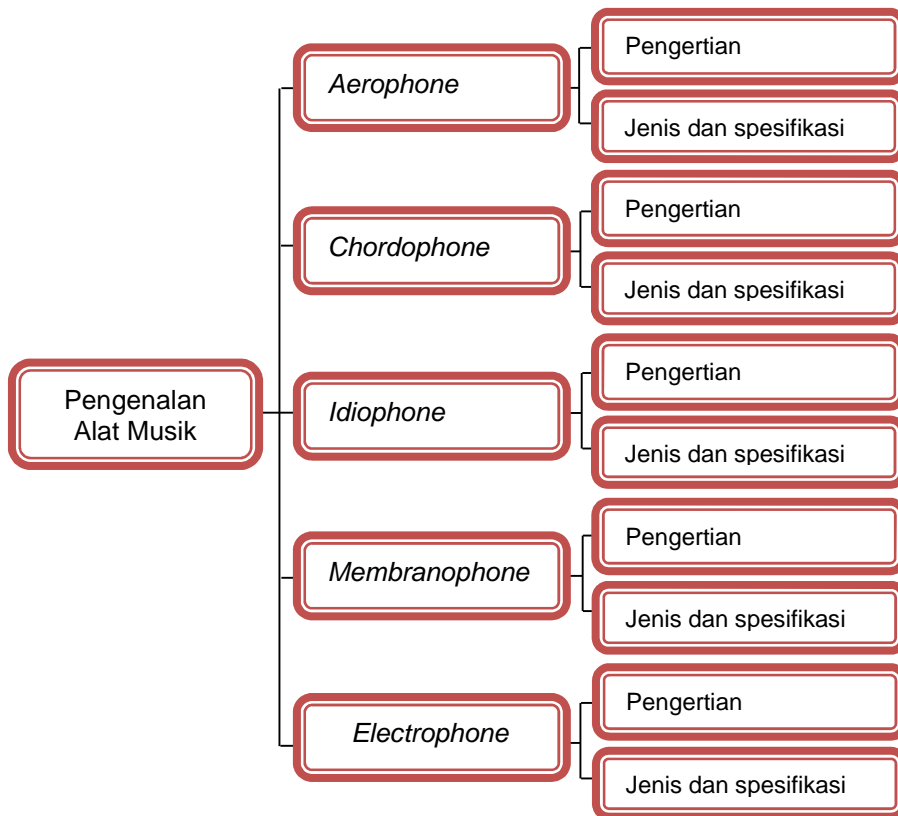 Pengenalan
Alat Musik
Aerophone
Pengertian
Jenis dan spesifikasi
Chordophone
Pengertian
Jenis dan spesifikasi
Idiophone
Pengertian
Jenis dan spesifikasi
Membranophone
Pengertian
Jenis dan spesifikasi
Electrophone
Pengertian
Jenis dan spesifikasi